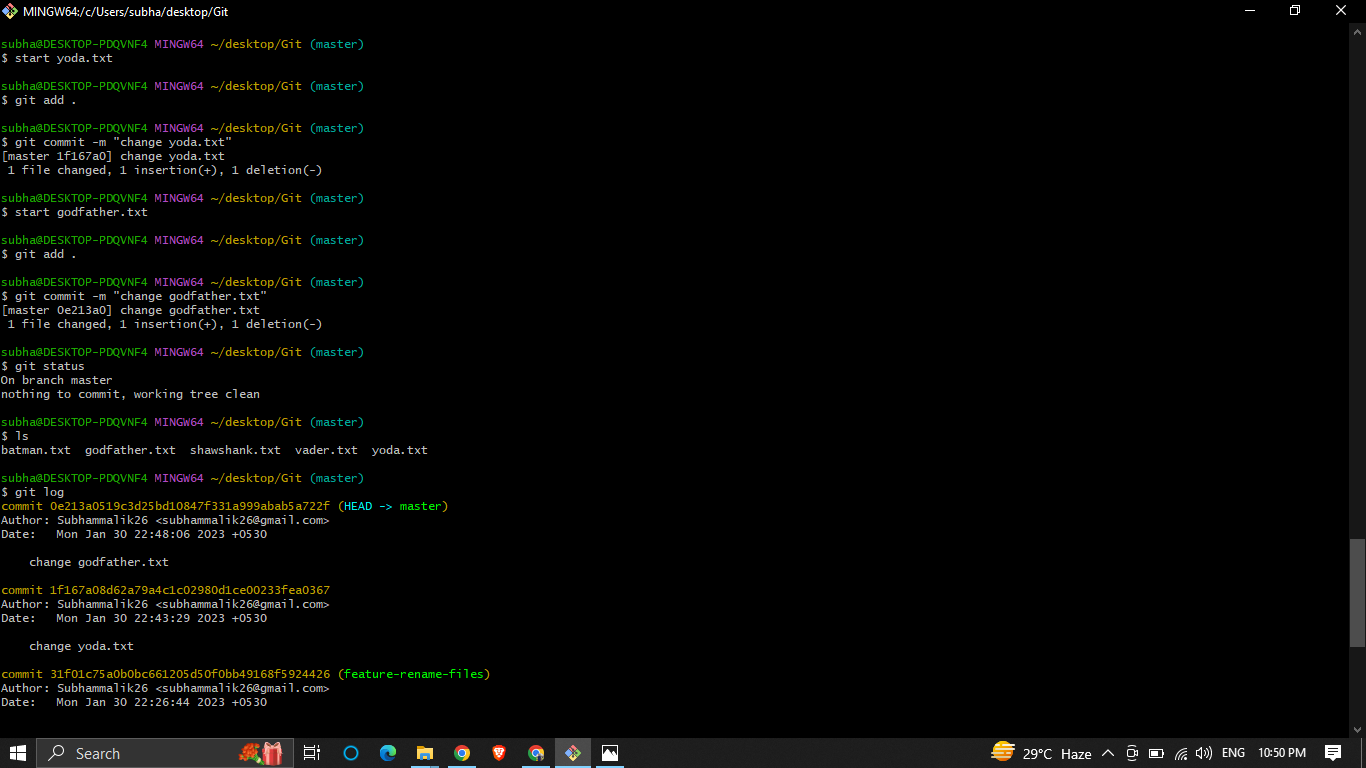 MINGW64:/c/Users/subha/desktop/Git
subha@DESKTOP-PDQVNF4 MINGW64 ~/desktop/Git (master)
$ start yoda.txt
subha@DESKTOP-PDQVNF4 MINGW64 ~/desktop/Git (master)
$ git add .
subha@DESKTOP-PDQVNF4 MINGW64 ~/desktop/Git (master)
$ git commit -m "change yoda.txt"
[master 1f167a0] change yoda.txt
 1 file changed, 1 insertion(+), 1 deletion(-)
subha@DESKTOP-PDQVNF4 MINGW64 ~/desktop/Git (master)
$ start godfather.txt
subha@DESKTOP-PDQVNF4 MINGW64 ~/desktop/Git (master)
$ git add .
subha@DESKTOP-PDQVNF4 MINGW64 ~/desktop/Git (master)
$ git commit -m "change godfather.txt"
[master 0e213a0] change godfather.txt
 1 file changed, 1 insertion(+), 1 deletion(-)
subha@DESKTOP-PDQVNF4 MINGW64 ~/desktop/Git (master)
$ git status
On branch master
nothing to commit, working tree clean
subha@DESKTOP-PDQVNF4 MINGW64 ~/desktop/Git (master)
$ ls
batman.txt  godfather.txt  shawshank.txt  vader.txt  yoda.txt
subha@DESKTOP-PDQVNF4 MINGW64 ~/desktop/Git (master)
$ git log
commit 0e213a0519c3d25bd10847f331a999abab5a722f (HEAD -> master)
Author: Subhammalik26 <subhammalik26@gmail.com>
Date:   Mon Jan 30 22:48:06 2023 +0530
    change godfather.txt
commit 1f167a08d62a79a4c1c02980d1ce00233fea0367
Author: Subhammalik26 <subhammalik26@gmail.com>
Date:   Mon Jan 30 22:43:29 2023 +0530
    change yoda.txt
commit 31f01c75a0b0bc661205d50f0bb49168f5924426 (feature-rename-files)
Author: Subhammalik26 <subhammalik26@gmail.com>
Date:   Mon Jan 30 22:26:44 2023 +0530
Search
29°C Haze
ENG
10:50 PM